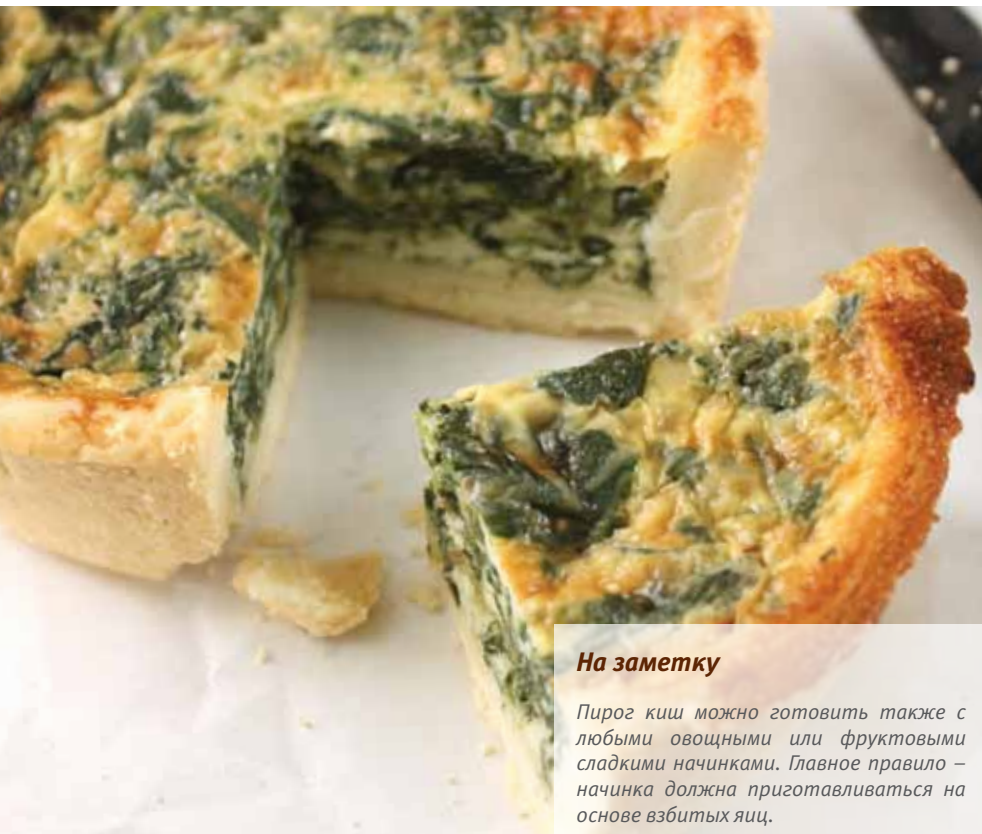 На заметку
Пирог киш можно готовить также с
любыми овощными или фруктовыми
сладкими начинками. Главное правило –
начинка должна приготавливаться на
основе взбитых яиц.